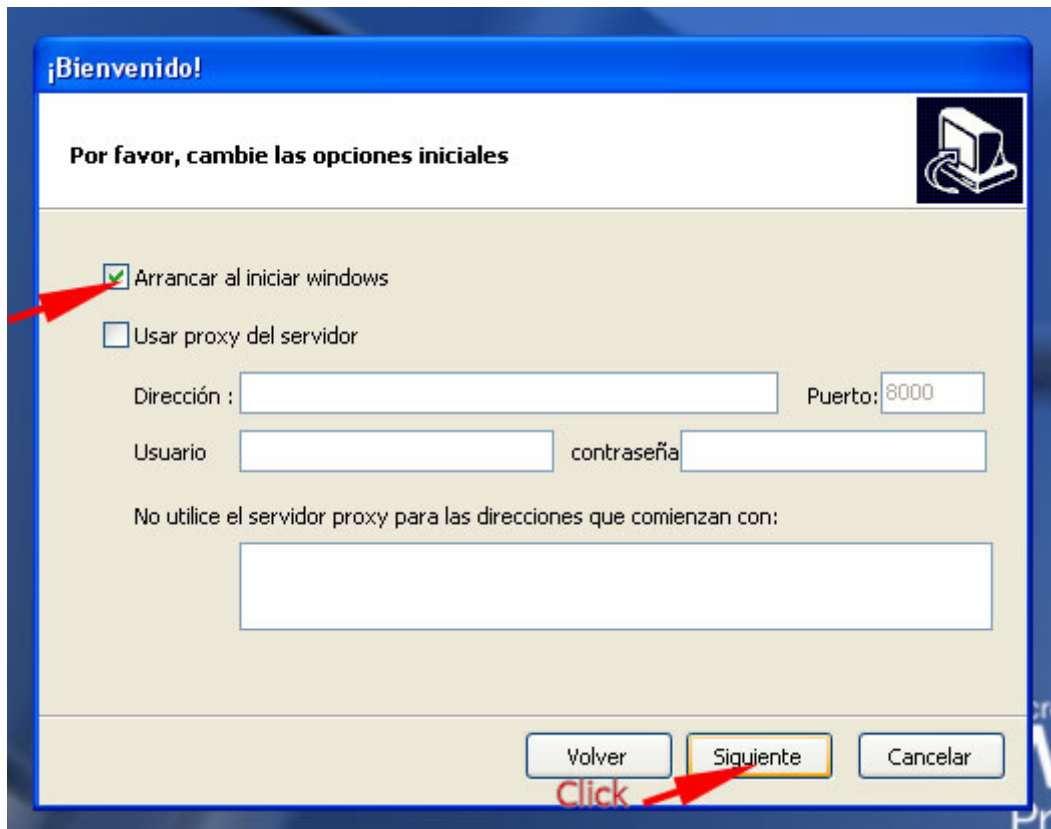 ¡Bienvenido!
Por favor, cambie las opciones iniciales
Arrancar al iniciar windows
Usar proxy del servidor
Dirección : Puerto: 8000
Usuario contraseña
No utilice el servidor proxy para las direcciones que comienzan con:
Volver Siguiente Cancelar
Click